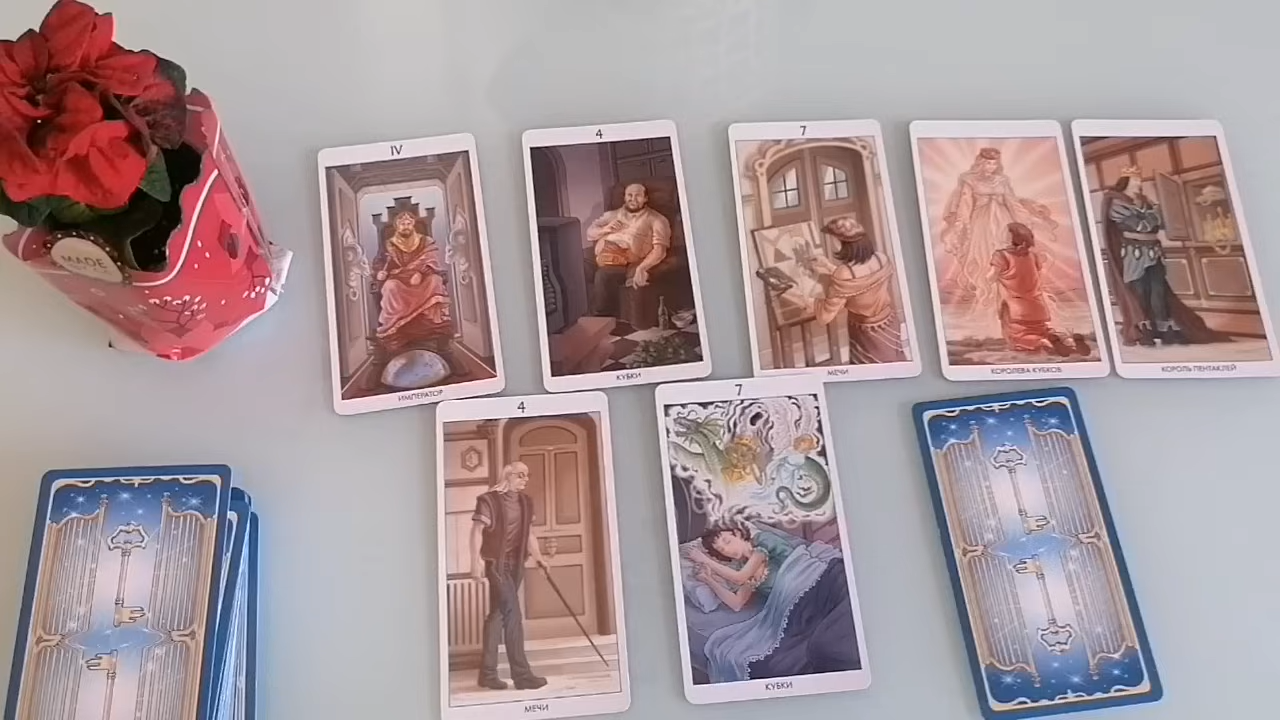 IV
ИМПЕРАТОР
4
КУБКИ
7
МЕЧИ
КОРОЛЕВА КУБКОВ
КОРОЛЬ ПЕНТАКЛЕЙ
4
МЕЧИ
7
КУБКИ
MADE